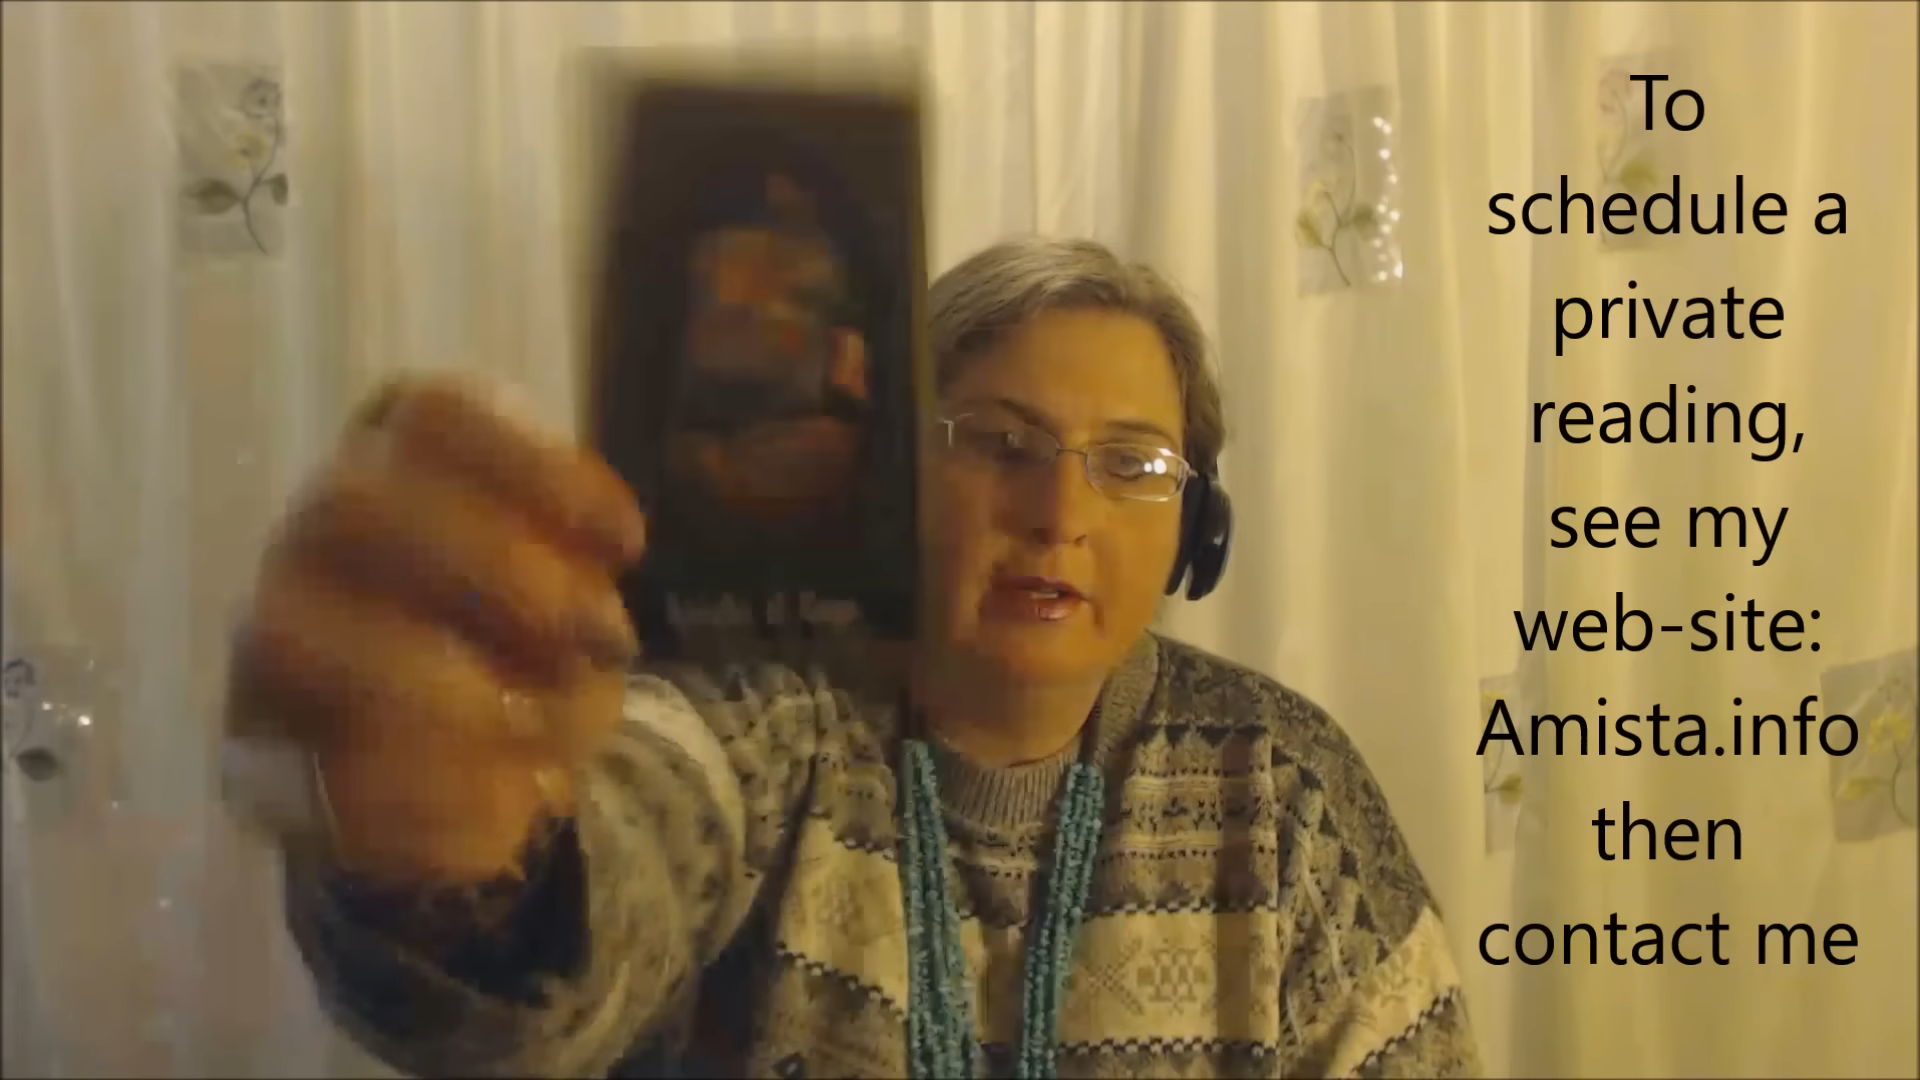 To
schedule a
private
reading,
see my
web-site:
Amista.info
then
contact me